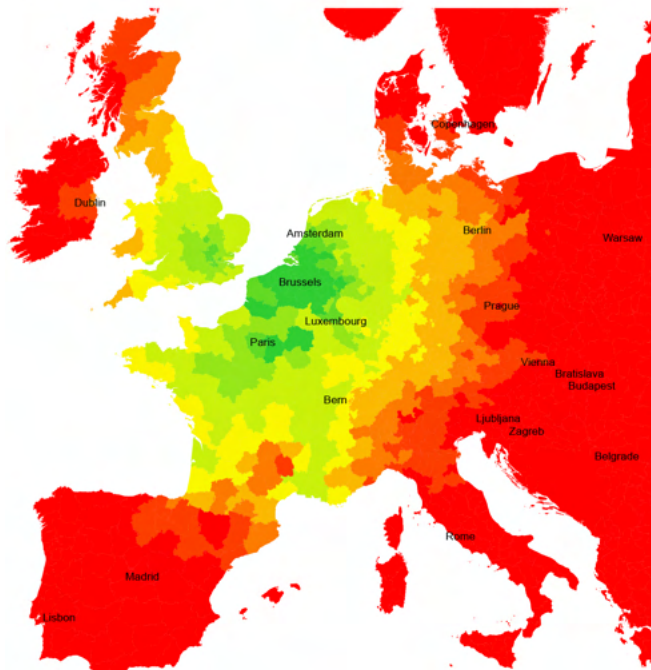 Copenhagen
Dublin
Amsterdam
Berlin
Warsaw
Brussels
Prague
Luxembourg
Paris
Vienna
Bratislava
Budapest
Bern
Ljubljana
Zagreb
Belgrade
Rome
Madrid
Lisbon